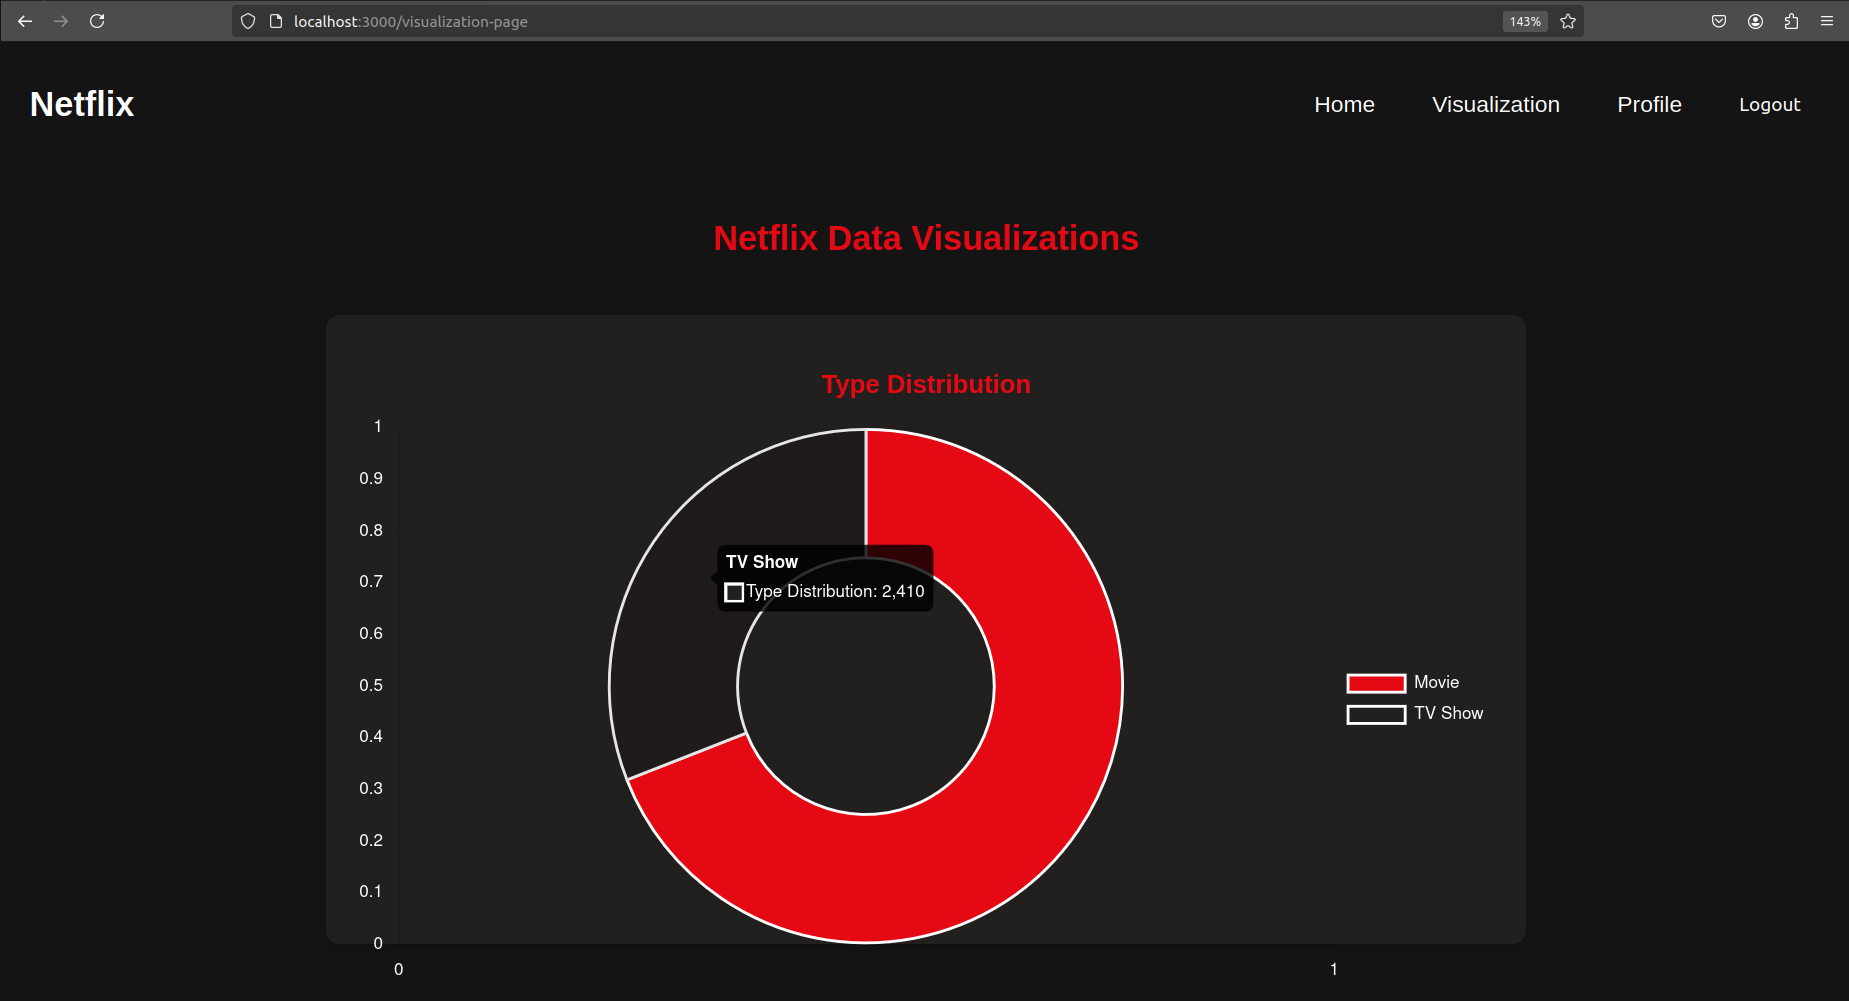 localhost:3000/visualization-page
143%
Netflix
Home
Visualization
Profile
Logout
Netflix Data Visualizations
Type Distribution
1
0.9
0.8
0.7
0.6
0.5
0.4
0.3
0.2
0.1
0
0
1
TV Show
Type Distribution: 2,410
Movie
TV Show